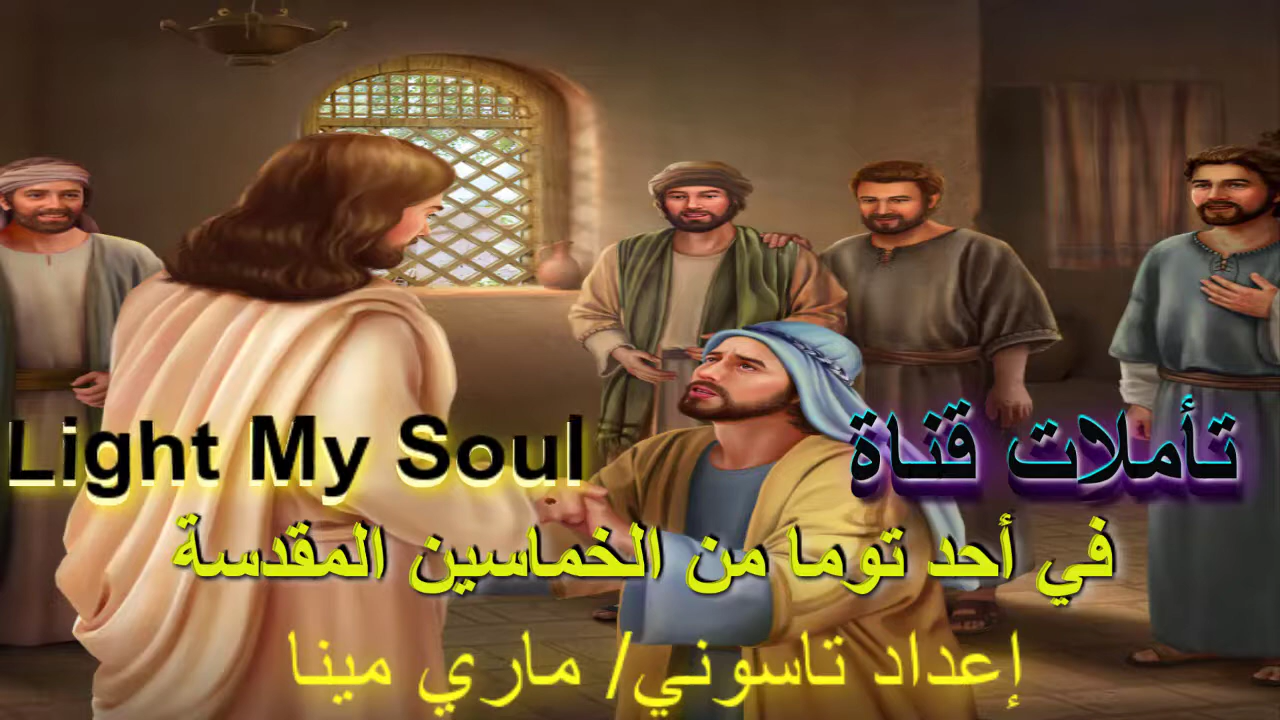 تأملات قناة Light My Soul
في أحد توما من الخماسين المقدسة
إعداد تاسوني/ ماري مينا